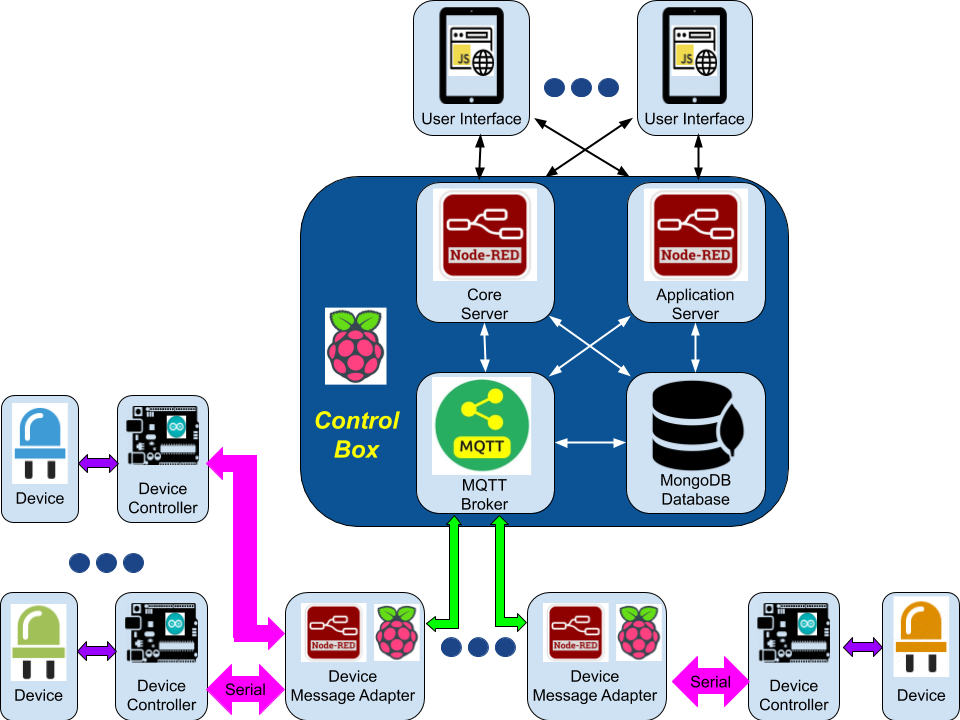 JS
JS
User Interface
User Interface
Node-RED
Node-RED
Core
Server
Application
Server
Control
Box
MQTT
MQTT
Broker
MongoDB
Database
Device
Device
Controller
Device
Device
Controller
Serial
Node-RED
Device
Message Adapter
Node-RED
Device
Message Adapter
Serial
Device
Controller
Device